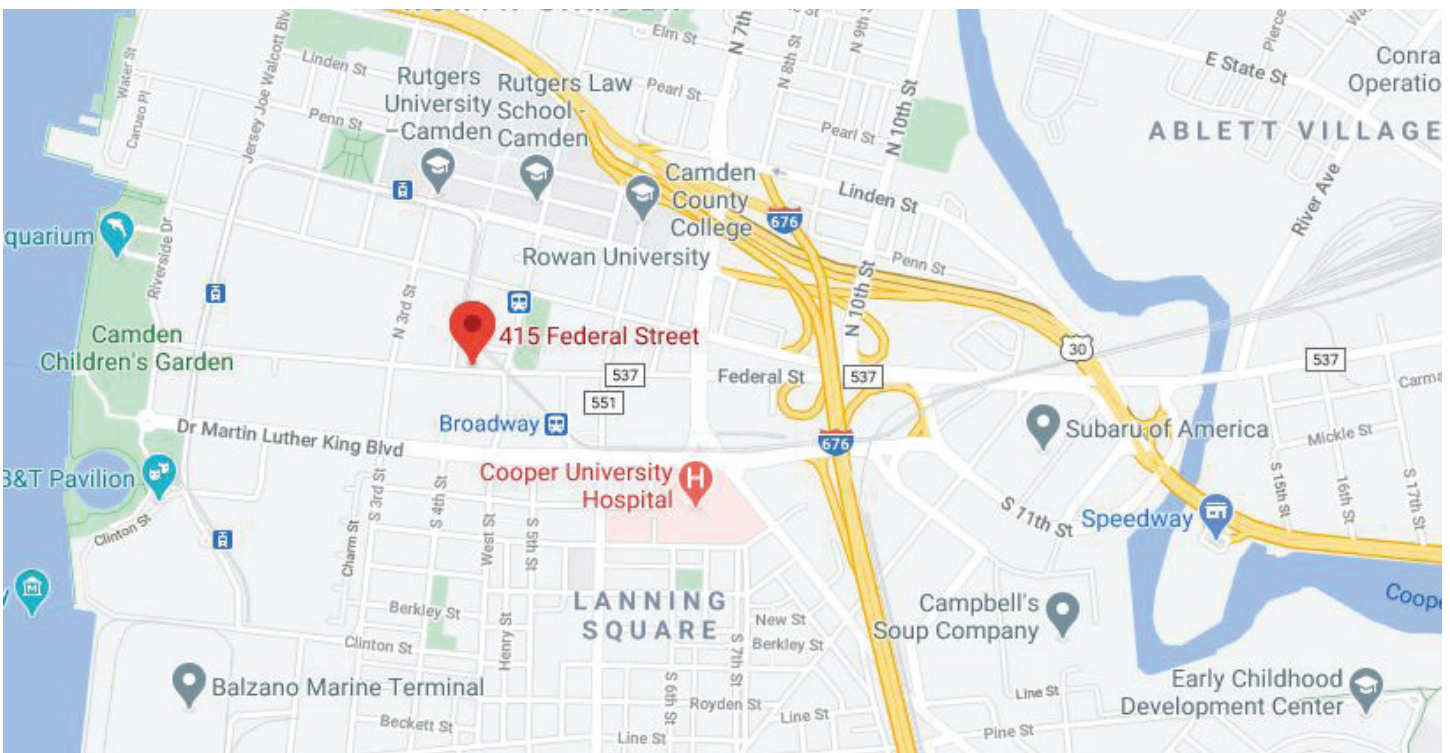 Elm St
N 7th
N 8th St
N 9th St
Pierce
E State St
Conra
Operatio
ABLETT VILLAGE
Water St
Caruso Pl
Jersey Joe Walcott Blv
Linden St
Penn St
Rutgers
University
–Camden
Rutgers Law
School -
Camden
Pearl St
Pearl St
N 10th St
Camden
County
College
676
Linden St
River Ave
quarium
Riverside Dr
Rowan University
Penn St
N 10th St
N 3rd St
Camden
Children's Garden
415 Federal Street
30
537
537
Federal St
537
551
Carma
Broadway
Dr Martin Luther King Blvd
676
Subaru of America
Mickle St
B&T Pavilion
Cooper University
Hospital
H
S 3rd St
S 4th St
S 11th St
Speedway
S 15th St
16th St
S 17th St
Clinton St
Charm St
West St
S 5th St
M
LANNING
SQUARE
Campbell's
Soup Company
Coope
Berkley St
Clinton St
Henry St
New St
Berkley St
S 7th St
Balzano Marine Terminal
S 6th St
Royden St
Line St
Early Childhood
Development Center
Line St
Beckett St
Line St
Pine St